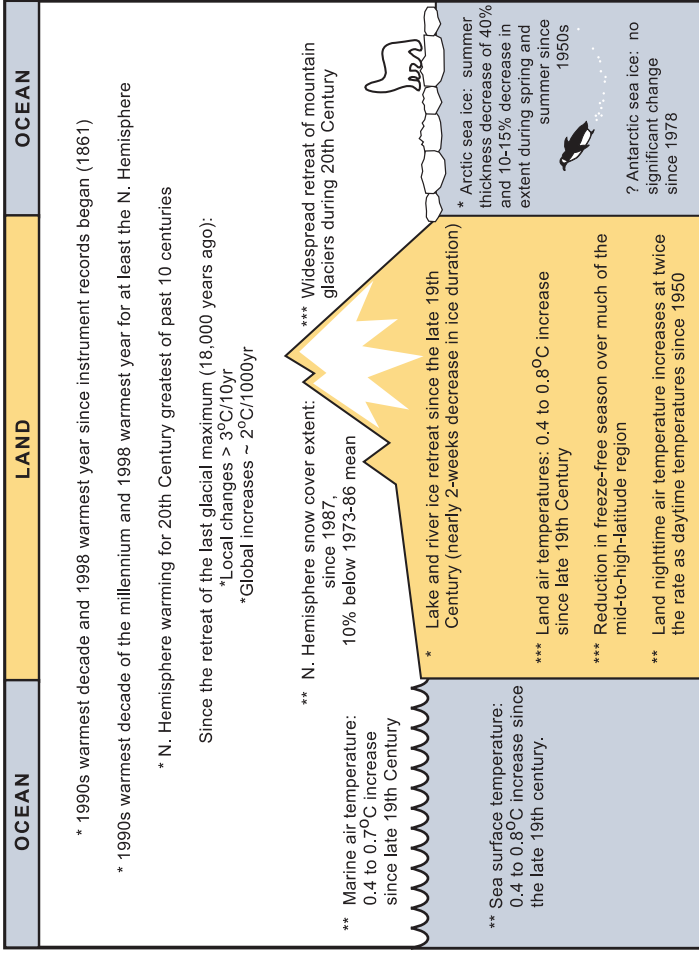 OCEAN
LAND
OCEAN
* 1990s warmest decade and 1998 warmest year since instrument records began (1861)
* 1990s warmest decade of the millennium and 1998 warmest year for at least the N. Hemisphere
* N. Hemisphere warming for 20th Century greatest of past 10 centuries
Since the retreat of the last glacial maximum (18,000 years ago):
*Local changes > 3°C/10yr
*Global increases ~ 2°C/1000yr
** N. Hemisphere snow cover extent:
since 1987,
10% below 1973-86 mean
*** Widespread retreat of mountain
glaciers during 20th Century
** Marine air temperature:
0.4 to 0.7°C increase
since late 19th Century
* Lake and river ice retreat since the late 19th
Century (nearly 2-weeks decrease in ice duration)
* Arctic sea ice: summer
thickness decrease of 40%
and 10-15% decrease in
extent during spring and
summer since
1950s
** Sea surface temperature:
0.4 to 0.8°C increase since
the late 19th century.
*** Land air temperatures: 0.4 to 0.8°C increase
since late 19th Century
*** Reduction in freeze-free season over much of the
mid-to-high-latitude region
** Land nighttime air temperature increases at twice
the rate as daytime temperatures since 1950
? Antarctic sea ice: no
significant change
since 1978